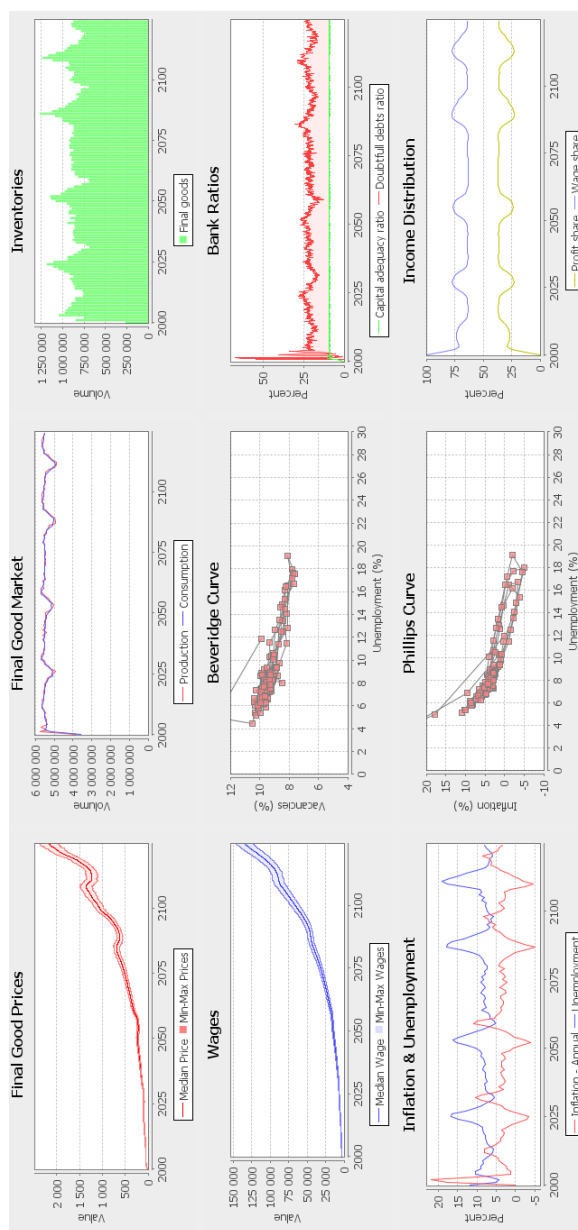 Final Good Prices
Value
2 000
1 500
1 000
500
0
2000 2025 2050 2075 2100
Median Price Min-Max Prices
Final Good Market
Volume
6 000 000
5 000 000
4 000 000
3 000 000
2 000 000
1 000 000
0
2000 2025 2050 2075 2100
Production Consumption
Inventories
Volume
1 250 000
1 000 000
750 000
500 000
250 000
0
2000 2025 2050 2075 2100
Final goods
Wages
Value
150 000
125 000
100 000
75 000
50 000
25 000
0
2000 2025 2050 2075 2100
Median Wage Min-Max Wages
Beveridge Curve
Vacancies (%)
12
10
8
6
4
0 2 4 6 8 10 12 14 16 18 20 22 24 26 28 30
Unemployment (%)
Bank Ratios
Percent
50
25
0
2000 2025 2050 2075 2100
Capital adequacy ratio Doubtfull debts ratio
Inflation & Unemployment
Percent
20
15
10
5
0
-5
2000 2025 2050 2075 2100
Inflation - Annual Unemployment
Phillips Curve
Inflation (%)
20
15
10
5
0
-5
-10
0 2 4 6 8 10 12 14 16 18 20 22 24 26 28 30
Unemployment (%)
Income Distribution
Percent
100
75
50
25
0
2000 2025 2050 2075 2100
Profit share Wage share